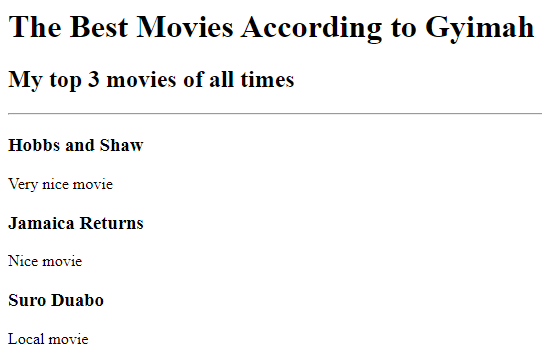 The Best Movies According to Gyimah
My top 3 movies of all times
Hobbs and Shaw
Very nice movie
Jamaica Returns
Nice movie
Suro Duabo
Local movie